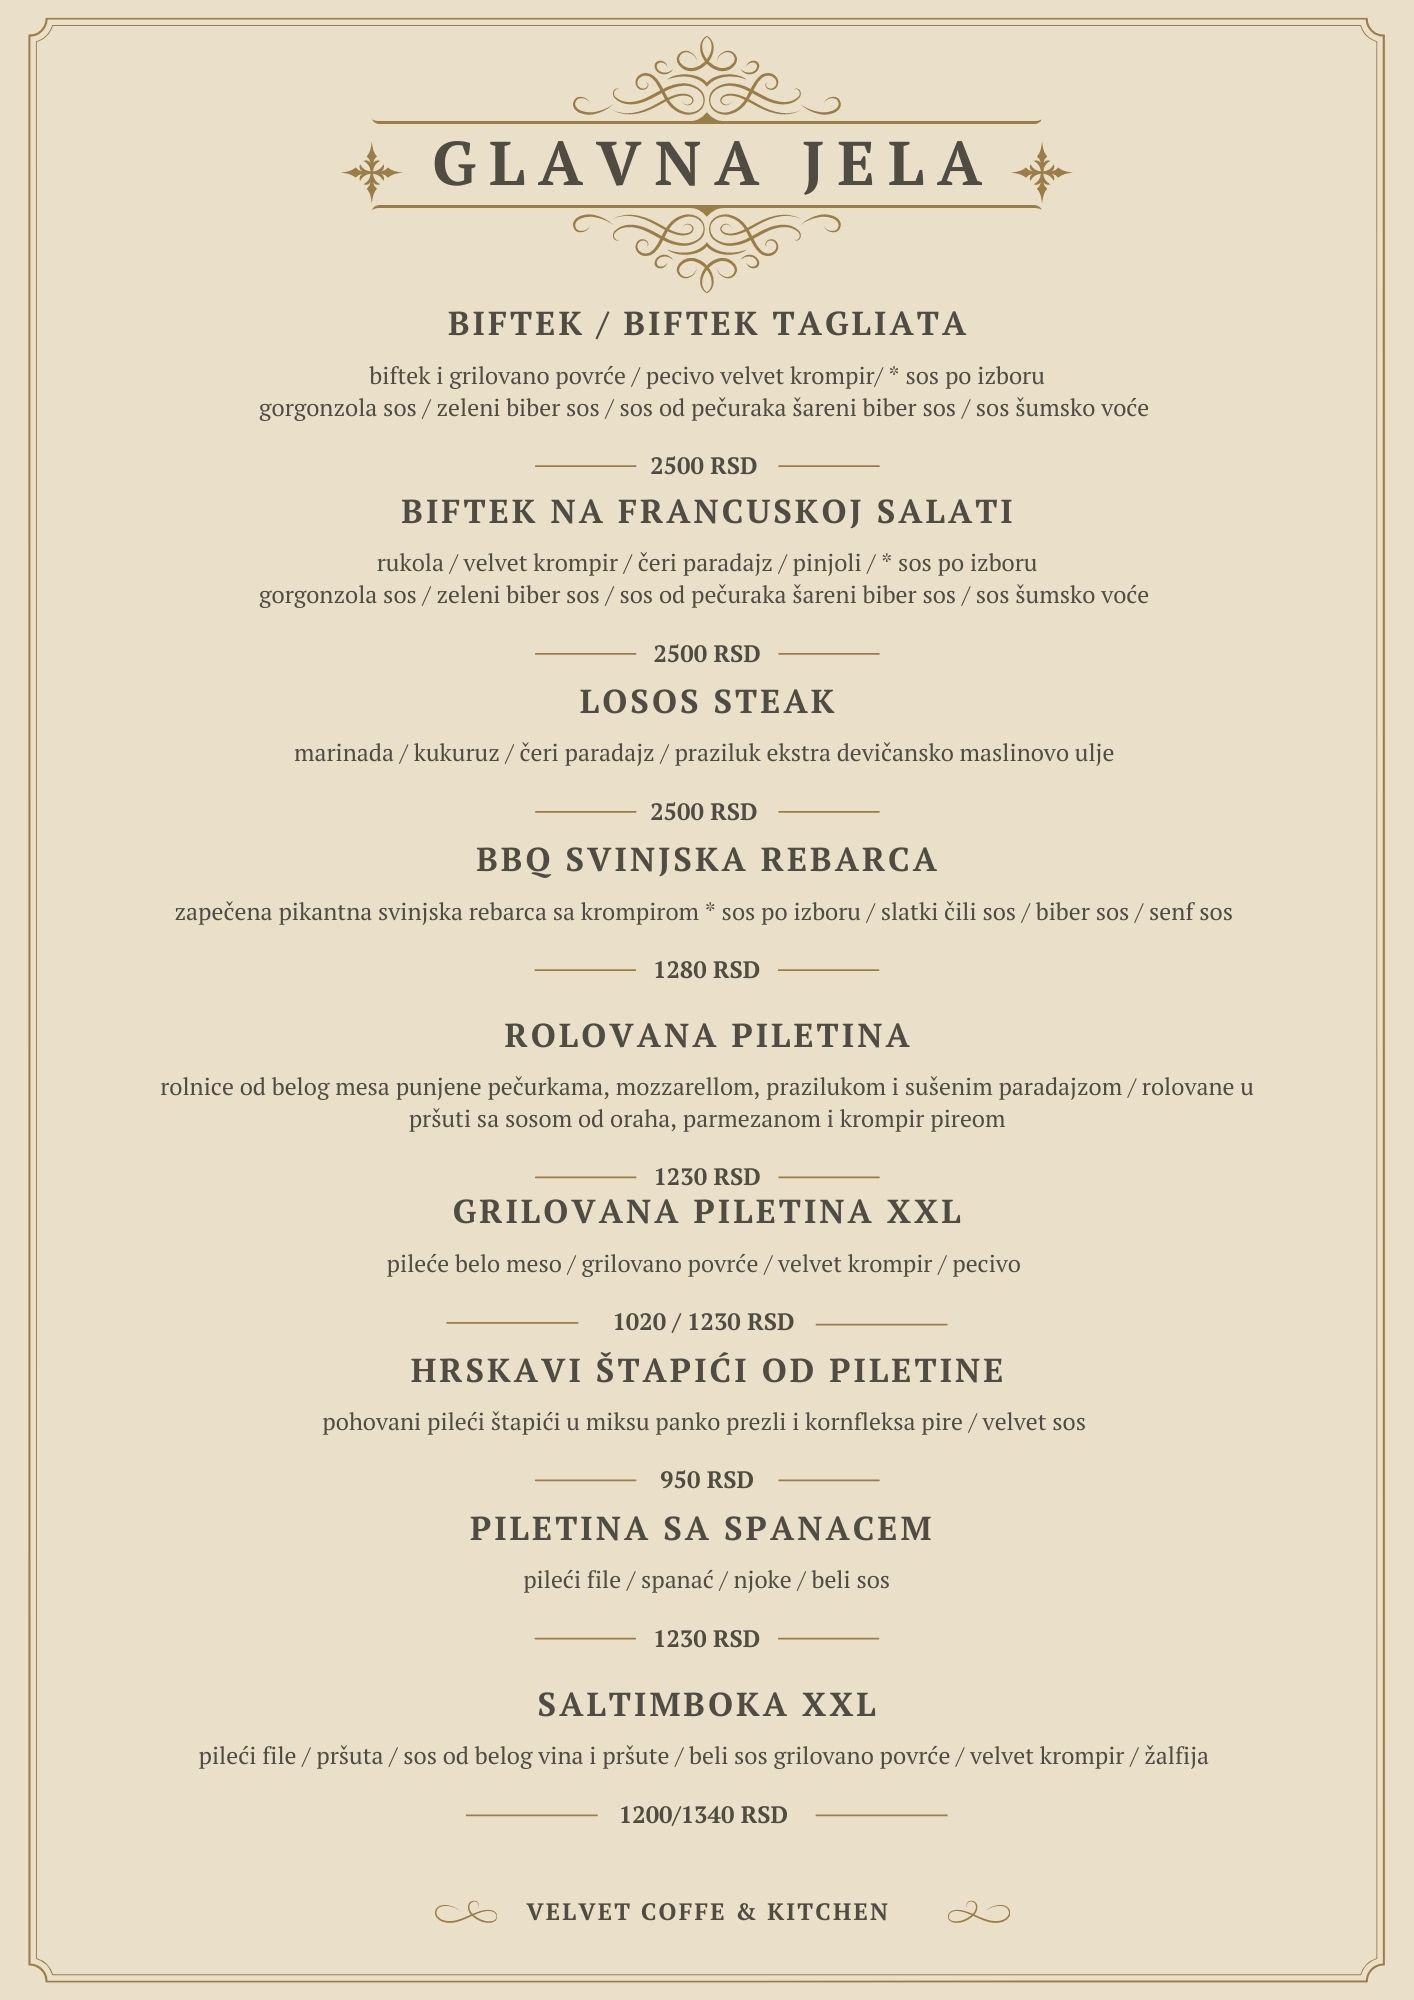 GLAVNA JELA
BIFTEK / BIFTEK TAGLIATA
biftek i grilovano povrće / pecivo velvet krompir/ * sos po izboru
gorgonzola sos / zeleni biber sos / sos od pečuraka šareni biber sos / sos šumsko voće
2500 RSD
BIFTEK NA FRANCUSKOJ SALATI
rukola / velvet krompir / čeri paradajz / pinjoli / * sos po izboru
gorgonzola sos / zeleni biber sos / sos od pečuraka šareni biber sos / sos šumsko voće
2500 RSD
LOSOS STEAK
marinada / kukuruz / čeri paradajz / praziluk ekstra devičansko maslinovo ulje
2500 RSD
BBQ SVINJSKA REBARCA
zapečena pikantna svinjska rebarca sa krompirom * sos po izboru / slatki čili sos / biber sos / senf sos
1280 RSD
ROLOVANA PILETINA
rolnice od belog mesa punjene pečurkama, mozzarellom, prazilukom i sušenim paradajzom / rolovane u
pršuti sa sosom od oraha, parmezanom i krompir pireom
1230 RSD
GRILOVANA PILETINA XXL
pileće belo meso / grilovano povrće / velvet krompir / pecivo
1020 / 1230 RSD
HRSKAVI ŠTAPIĆI OD PILETINE
pohovani pileći štapići u miksu panko prezli i kornfleksa pire / velvet sos
950 RSD
PILETINA SA SPANACEM
pileći file / spanać / njoke / beli sos
1230 RSD
SALTIMBOKA XXL
pileći file / pršuta / sos od belog vina i pršute / beli sos grilovano povrće / velvet krompir / žalfija
1200/1340 RSD
VELVET COFFE & KITCHEN